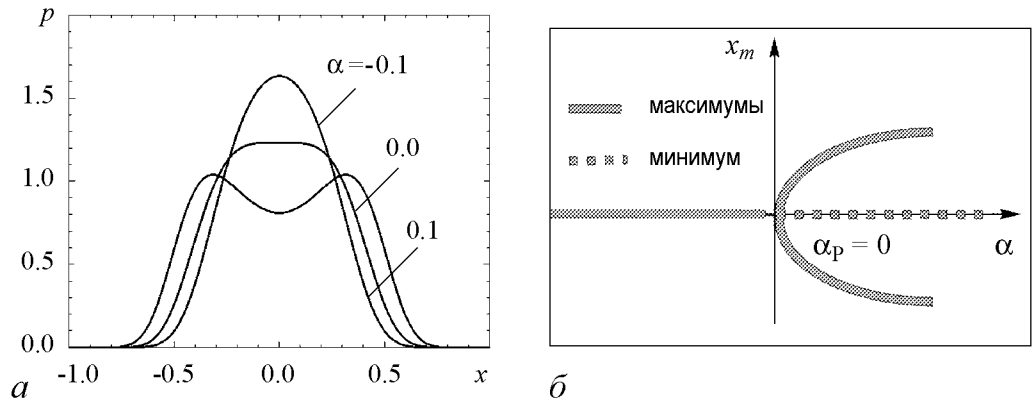 p
1.5
1.0
0.5
0.0
α=-0.1
0.0
0.1
-1.0
-0.5
0.0
0.5
x
а
x_m
максимумы
минимум
α_P = 0
α
б